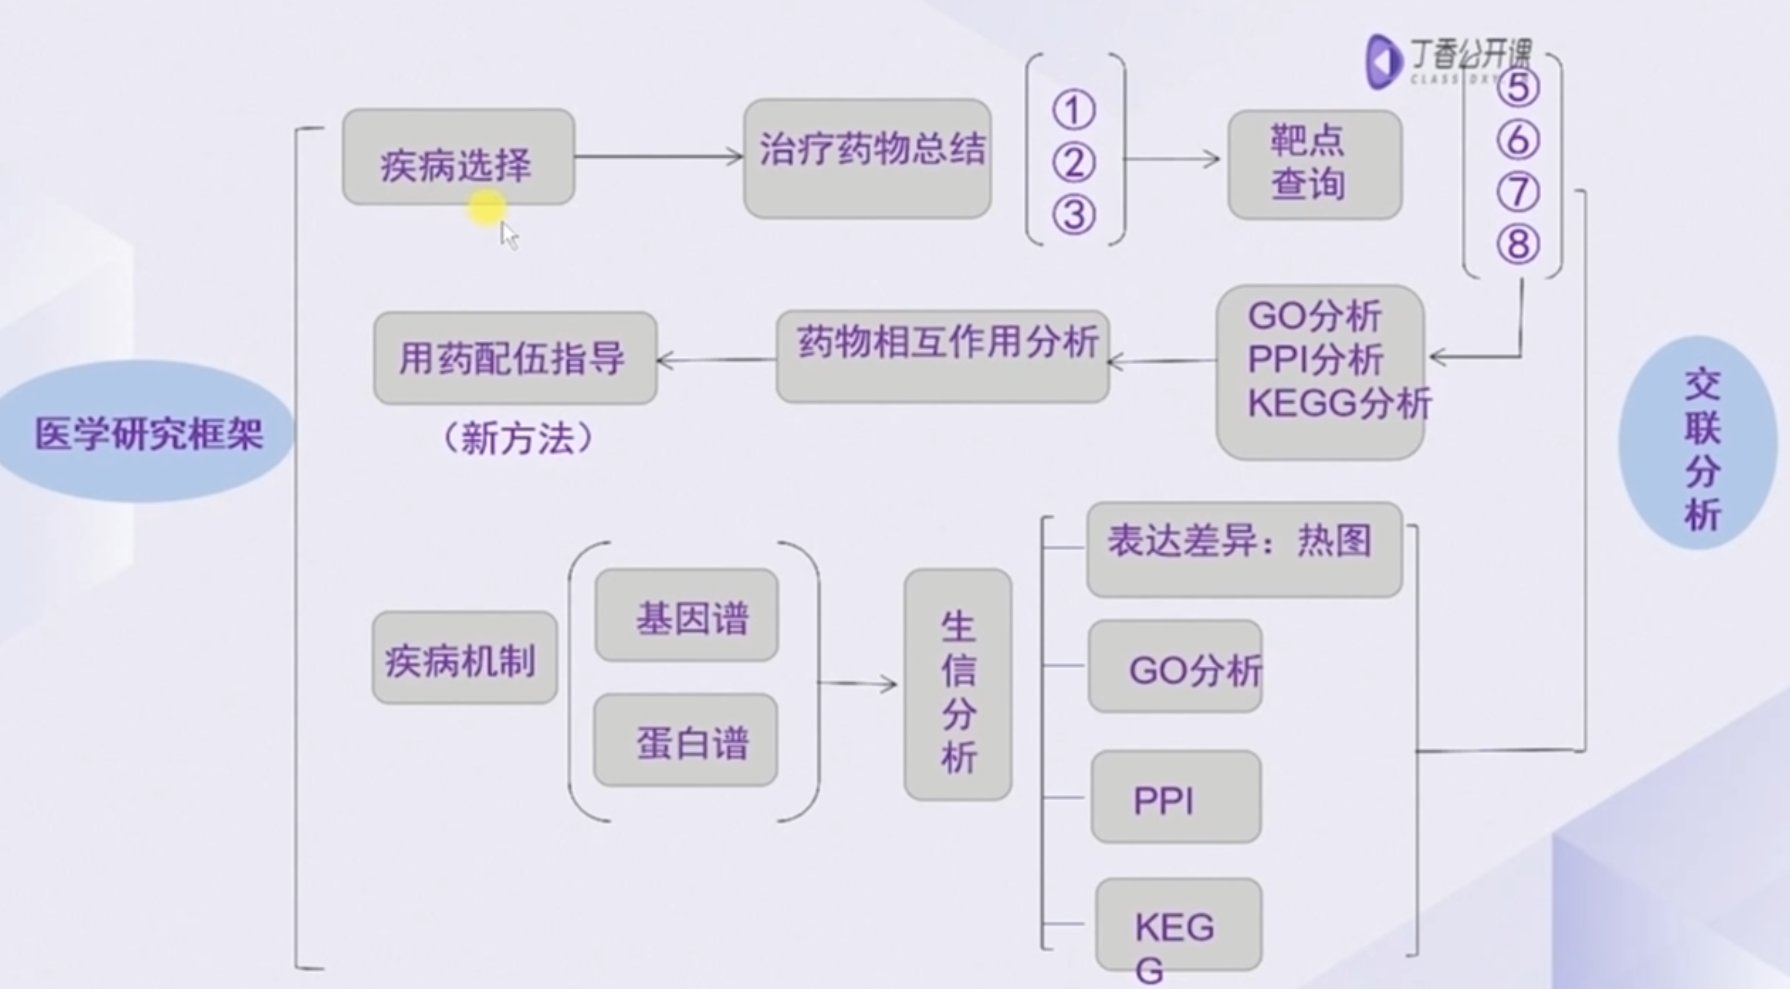 丁香公开课
CLASS.DXY
疾病选择
治疗药物总结
①
②
③
靶点
查询
⑤
⑥
⑦
⑧
用药配伍指导
（新方法）
药物相互作用分析
GO分析
PPI分析
KEGG分析
医学研究框架
交
联
分
析
疾病机制
基因谱
蛋白谱
生
信
分
析
表达差异：热图
GO分析
PPI
KEG
G